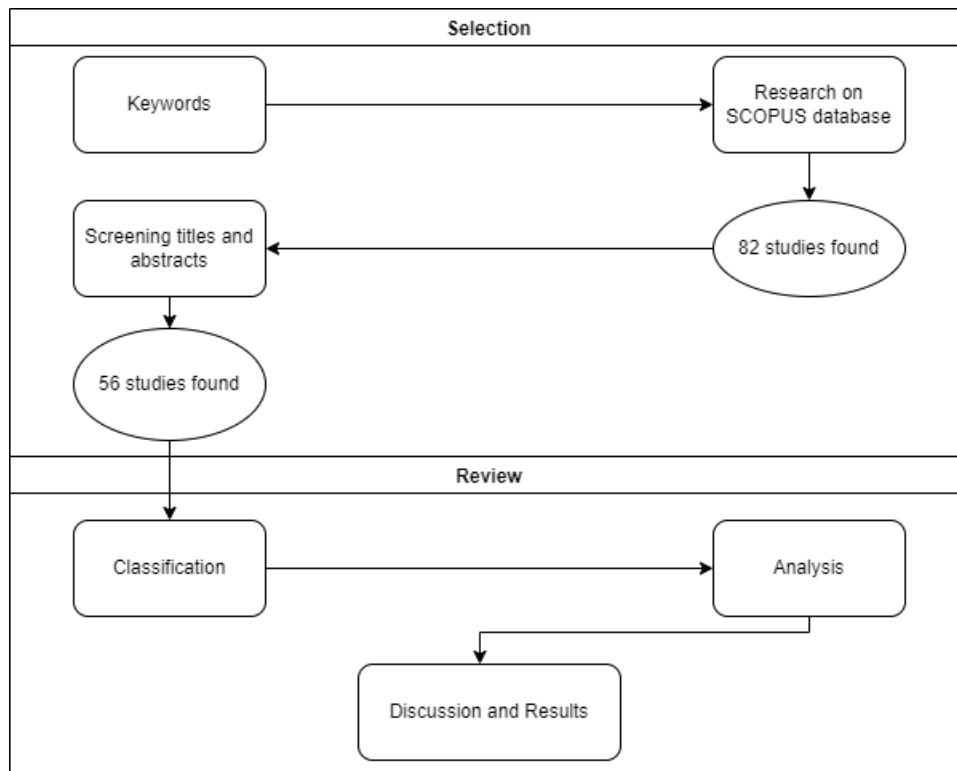 Selection
Keywords
Research on
SCOPUS database
82 studies found
Screening titles and
abstracts
56 studies found
Review
Classification
Analysis
Discussion and Results